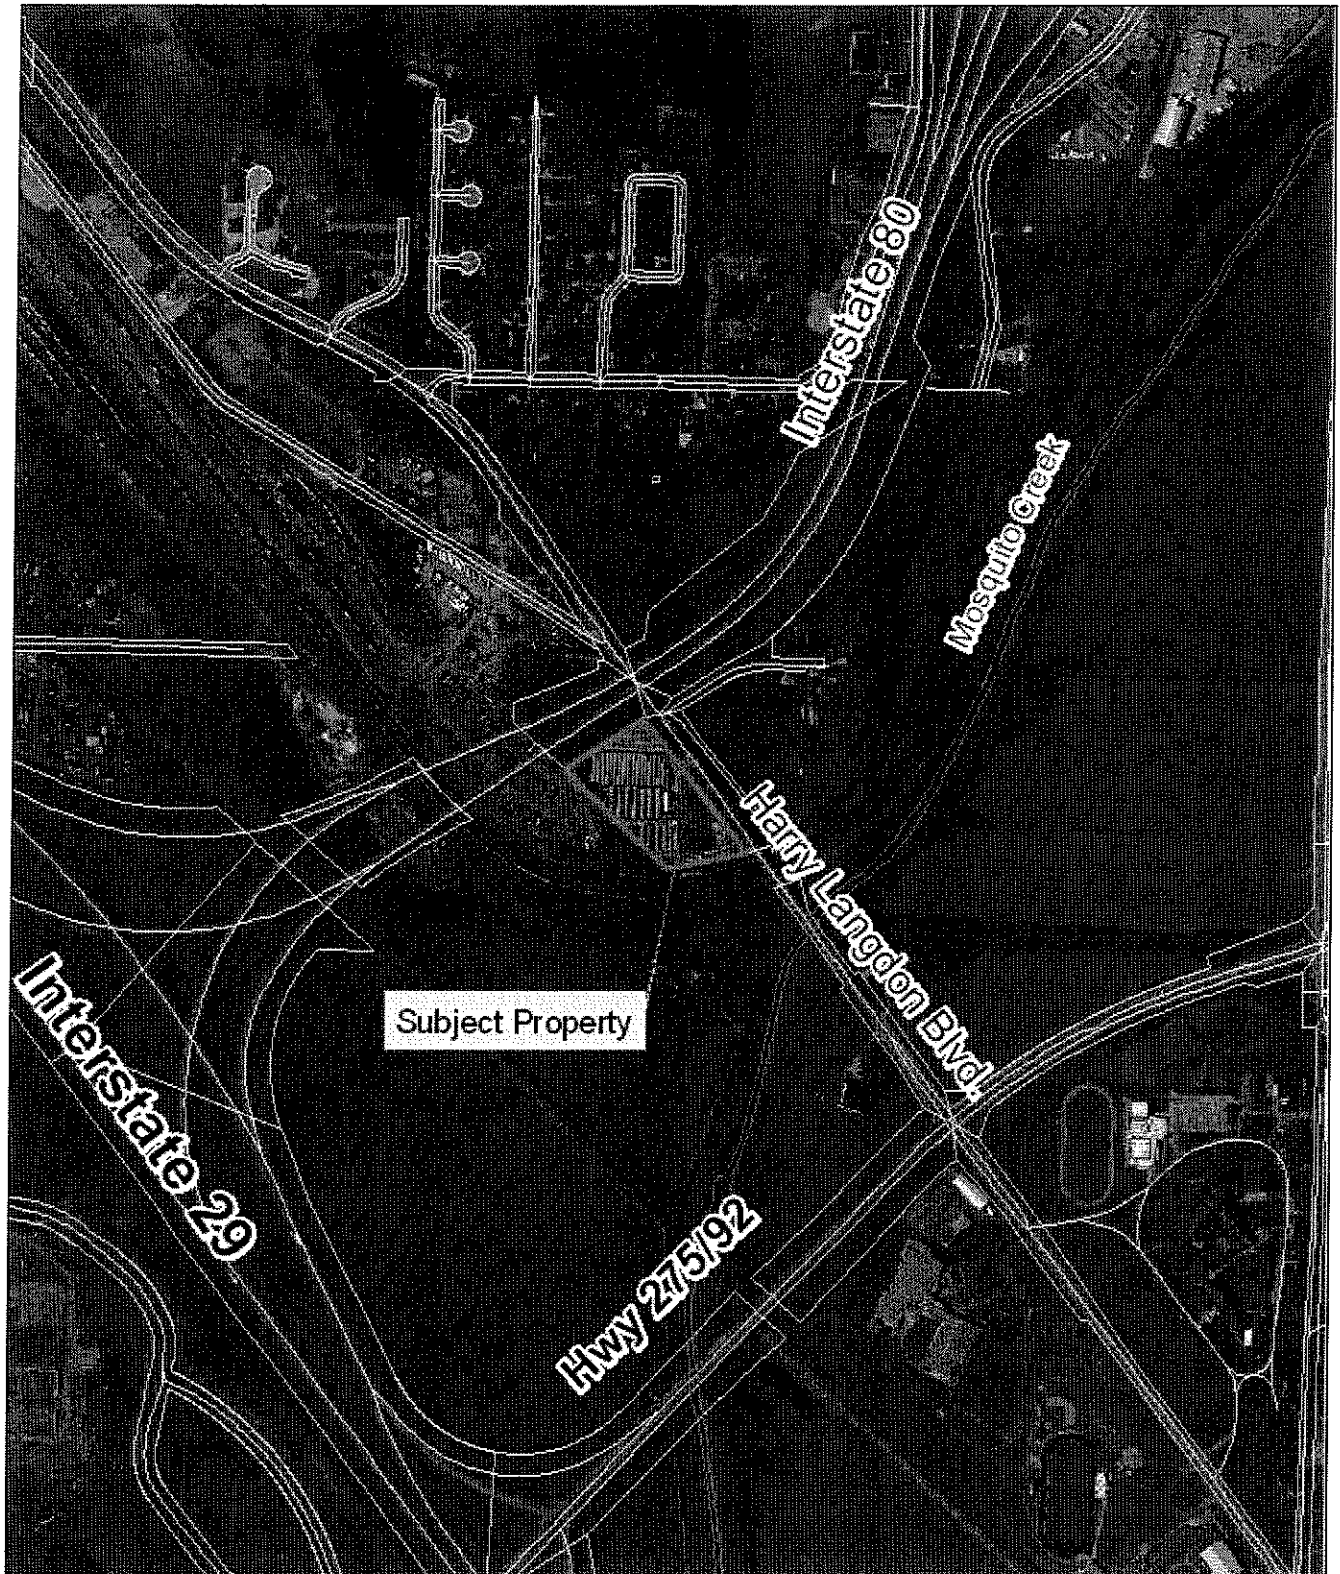 Interstate 80
Mosquito Creek
Harry Langdon Blvd.
Subject Property
Interstate 29
Hwy 275/92